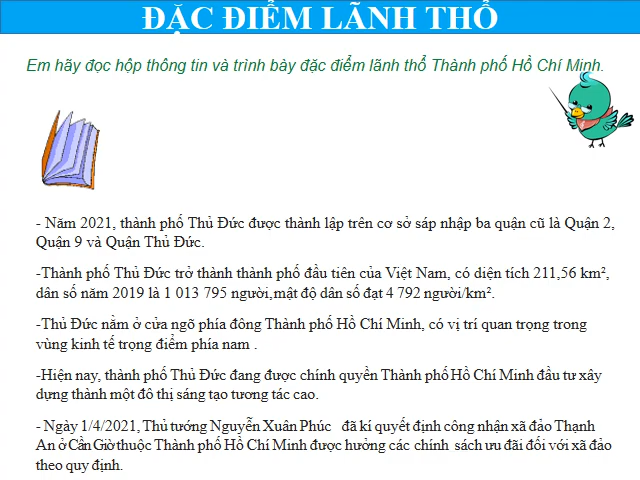 ĐẶC ĐIỂM LÃNH THỔ
Em hãy đọc hộp thông tin và trình bày đặc điểm lãnh thổ Thành phố Hồ Chí Minh.
- Năm 2021, thành phố Thủ Đức được thành lập trên cơ sở sáp nhập ba quận cũ là Quận 2,
Quận 9 và Quận Thủ Đức.
-Thành phố Thủ Đức trở thành thành phố đầu tiên của Việt Nam, có diện tích 211,56 km²,
dân số năm 2019 là 1 013 795 người,mật độ dân số đạt 4 792 người/km².
-Thủ Đức nằm ở cửa ngõ phía đông Thành phố Hồ Chí Minh, có vị trí quan trọng trong
vùng kinh tế trọng điểm phía nam .
-Hiện nay, thành phố Thủ Đức đang được chính quyền Thành phố Hồ Chí Minh đầu tư xây
dựng thành một đô thị sáng tạo tương tác cao.
- Ngày 1/4/2021, Thủ tướng Nguyễn Xuân Phúc đã kí quyết định công nhận xã đảo Thạnh
An ở Cần Giờ thuộc Thành phố Hồ Chí Minh được hưởng các chính sách ưu đãi đối với xã đảo
theo quy định.